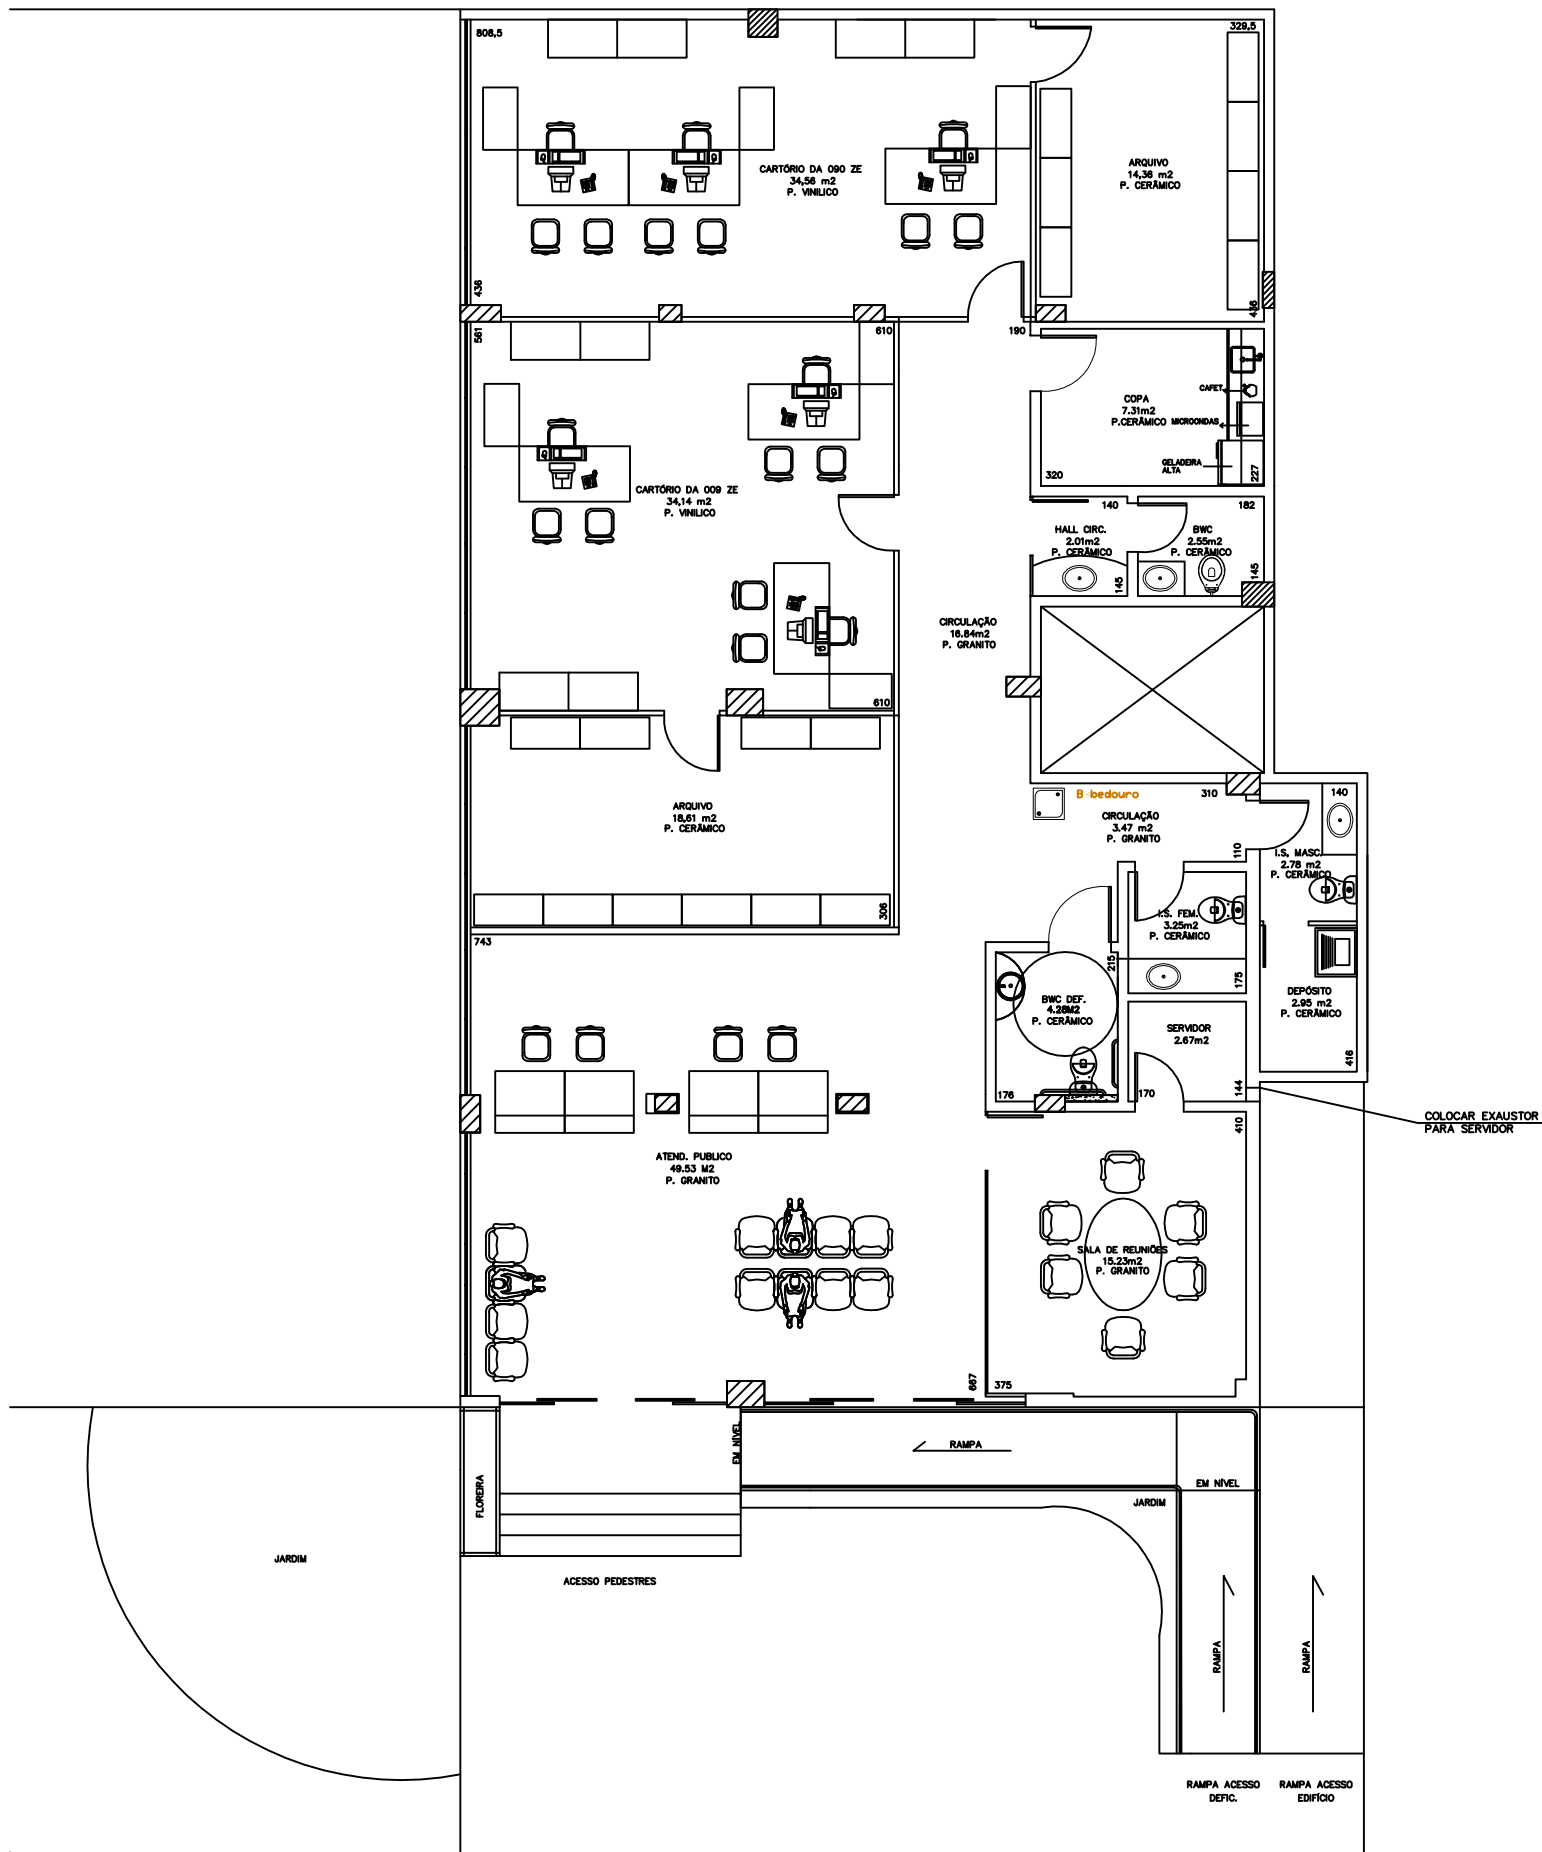 808,5
329,5
CARTÓRIO DA 090 ZE
34,56 m2
P. VINILICO
ARQUIVO
14,36 m2
P. CERÂMICO
436
436
561
610
190
COPA
7.31m2
P.CERÂMICO
CAFET.
MICROONDAS
GELADEIRA
ALTA
320
227
CARTÓRIO DA 009 ZE
34,14 m2
P. VINILICO
140
182
HALL CIRC.
2.01m2
P. CERÂMICO
BWC
2.55m2
P. CERÂMICO
145
145
CIRCULAÇÃO
16.84m2
P. GRANITO
610
ARQUIVO
18,61 m2
P. CERÂMICO
306
B bedouro
310
140
CIRCULAÇÃO
3.47 m2
P. GRANITO
110
I.S. MASC.
2.78 m2
P. CERÂMICO
743
I.S. FEM.
3.25m2
P. CERÂMICO
215
175
BWC DEF.
4.28M2
P. CERÂMICO
DEPÓSITO
2.95 m2
P. CERÂMICO
SERVIDOR
2.67m2
416
176
170
144
410
COLOCAR EXAUSTOR
PARA SERVIDOR
ATEND. PUBLICO
49.53 M2
P. GRANITO
SALA DE REUNIÕES
15.23m2
P. GRANITO
667
375
EM NÍVEL
RAMPA
FLOREIRA
EM NÍVEL
JARDIM
JARDIM
ACESSO PEDESTRES
RAMPA
RAMPA
RAMPA ACESSO
DEFIC.
RAMPA ACESSO
EDIFÍCIO